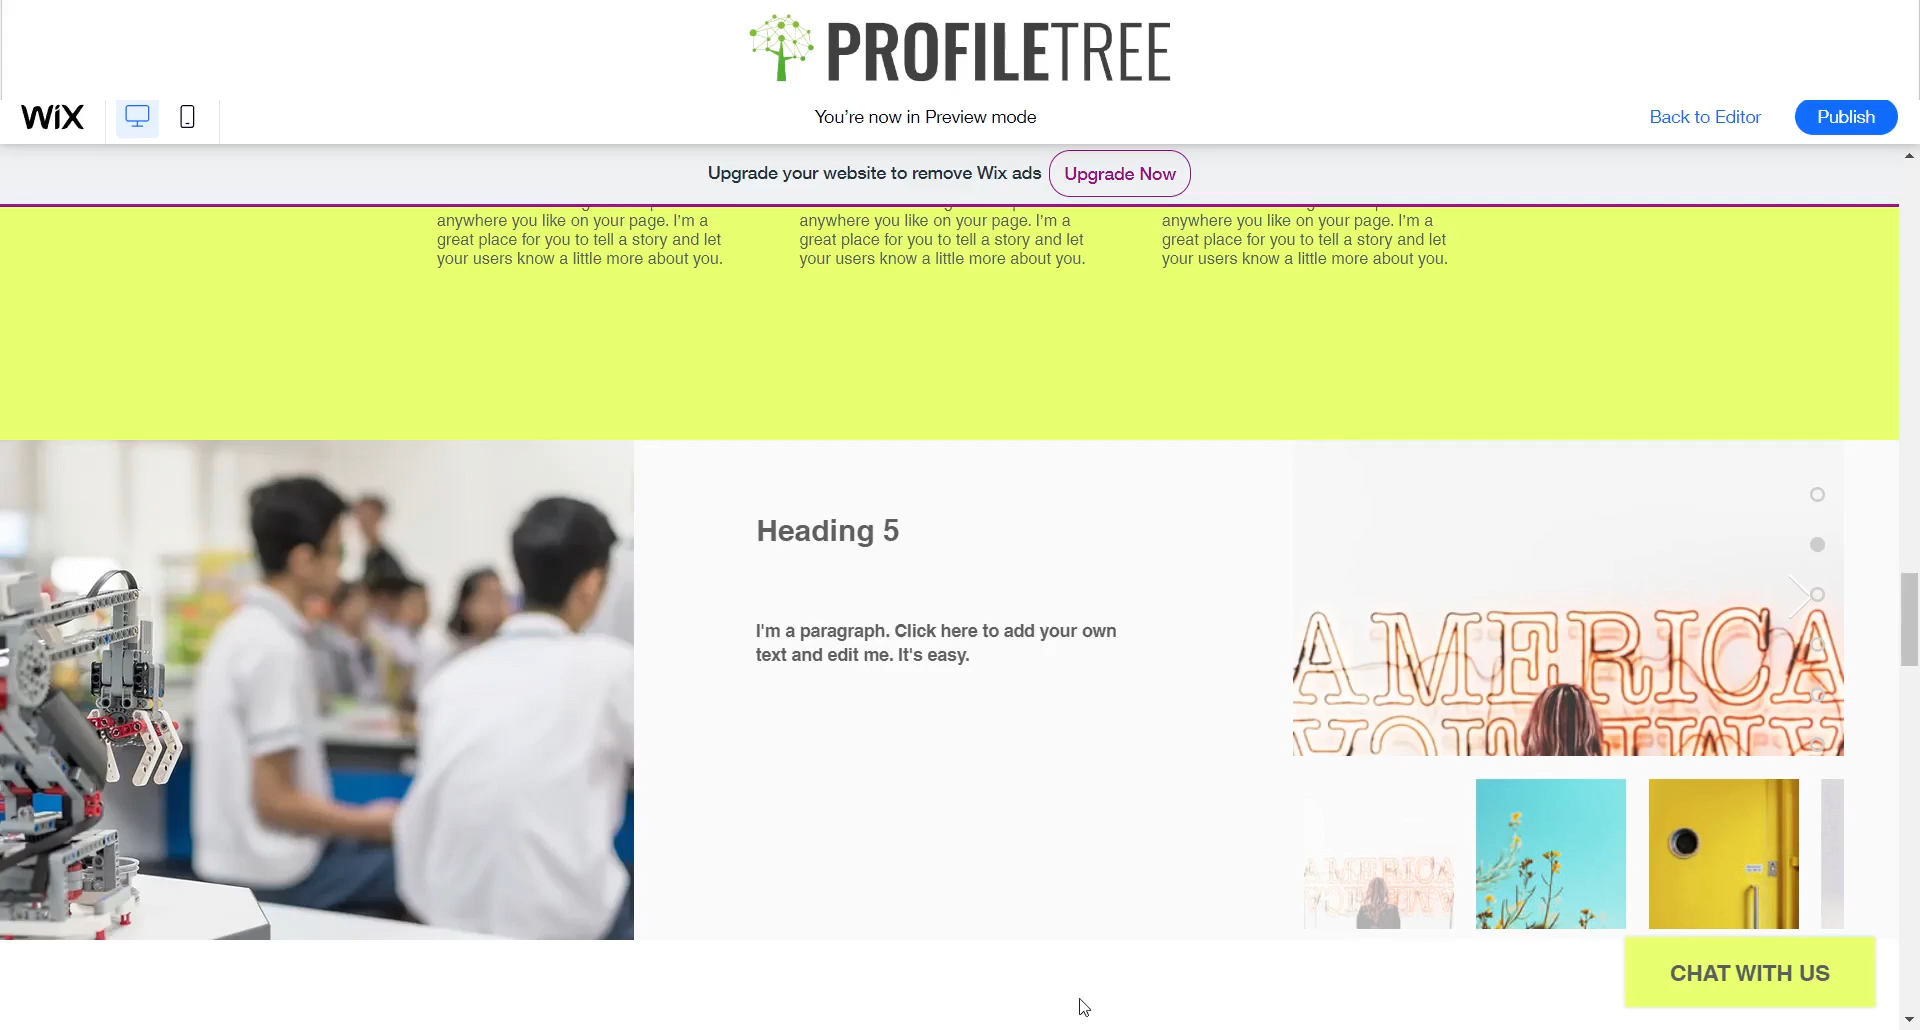 PROFILETREE
WiX
You're now in Preview mode
Back to Editor
Publish
Upgrade your website to remove Wix ads
Upgrade Now
anywhere you like on your page. I'm a
great place for you to tell a story and let
your users know a little more about you.
anywhere you like on your page. I'm a
great place for you to tell a story and let
your users know a little more about you.
anywhere you like on your page. I'm a
great place for you to tell a story and let
your users know a little more about you.
Heading 5
I'm a paragraph. Click here to add your own
text and edit me. It's easy.
AMERICA
AMERICA
CHAT WITH US